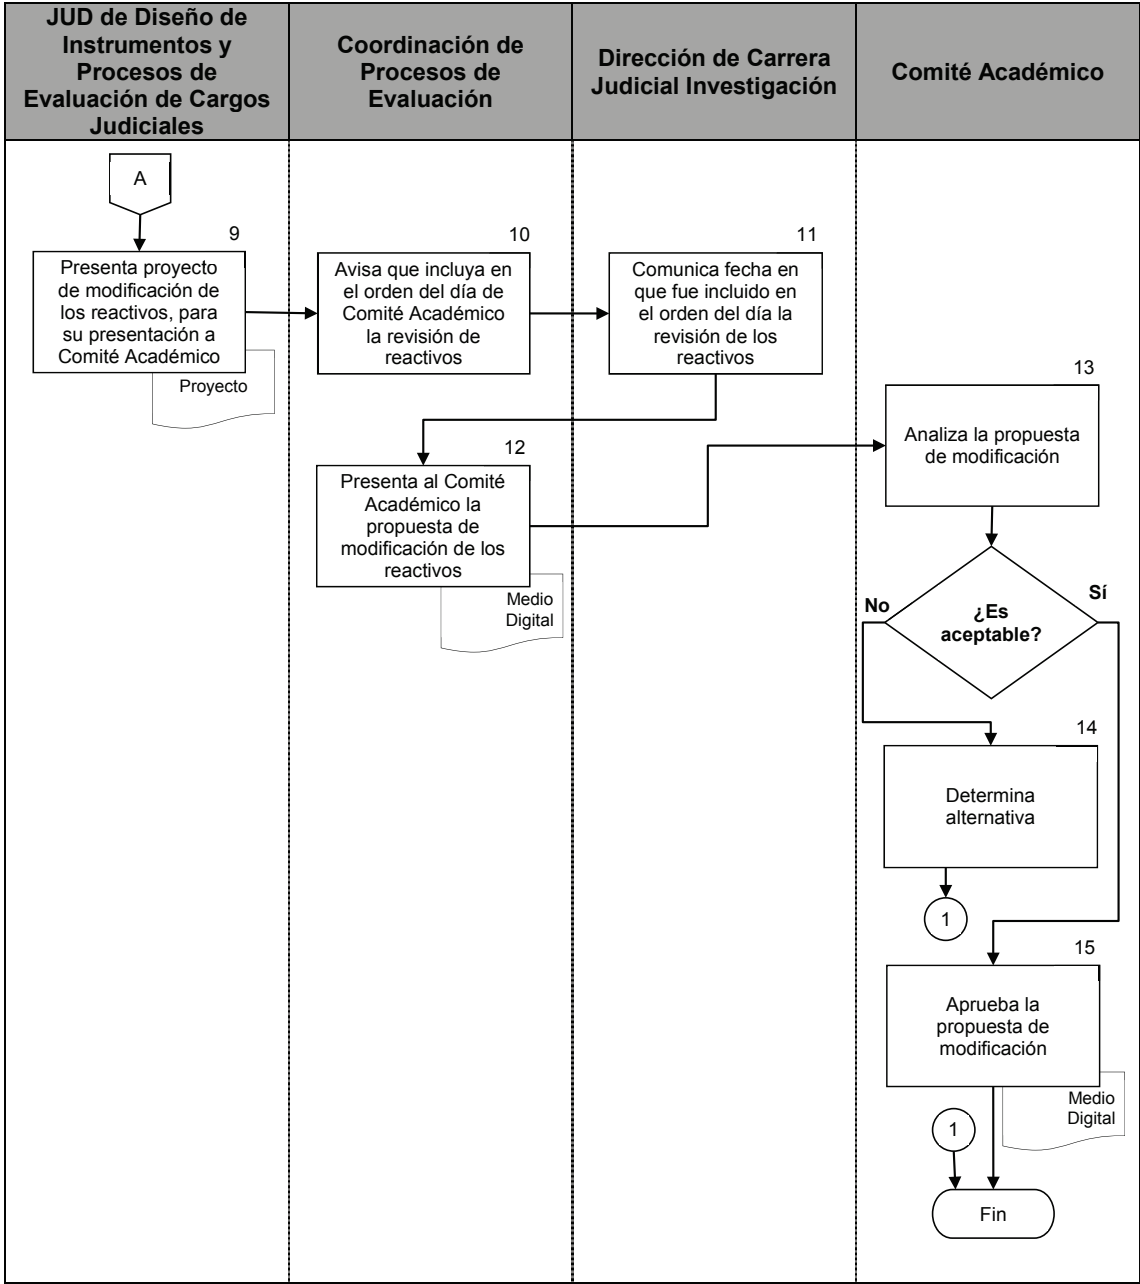 JUD de Diseño de
Instrumentos y
Procesos de
Evaluación de Cargos
Judiciales
Coordinación de
Procesos de
Evaluación
Dirección de Carrera
Judicial Investigación
Comité Académico
A
9
Presenta proyecto
de modificación de
los reactivos, para
su presentación a
Comité Académico
Proyecto
10
Avisa que incluya en
el orden del día de
Comité Académico
la revisión de
reactivos
11
Comunica fecha en
que fue incluido en
el orden del día la
revisión de los
reactivos
12
Presenta al Comité
Académico la
propuesta de
modificación de los
reactivos
Medio
Digital
13
Analiza la propuesta
de modificación
¿Es
aceptable?
No
Sí
14
Determina
alternativa
1
15
Aprueba la
propuesta de
modificación
Medio
Digital
1
Fin